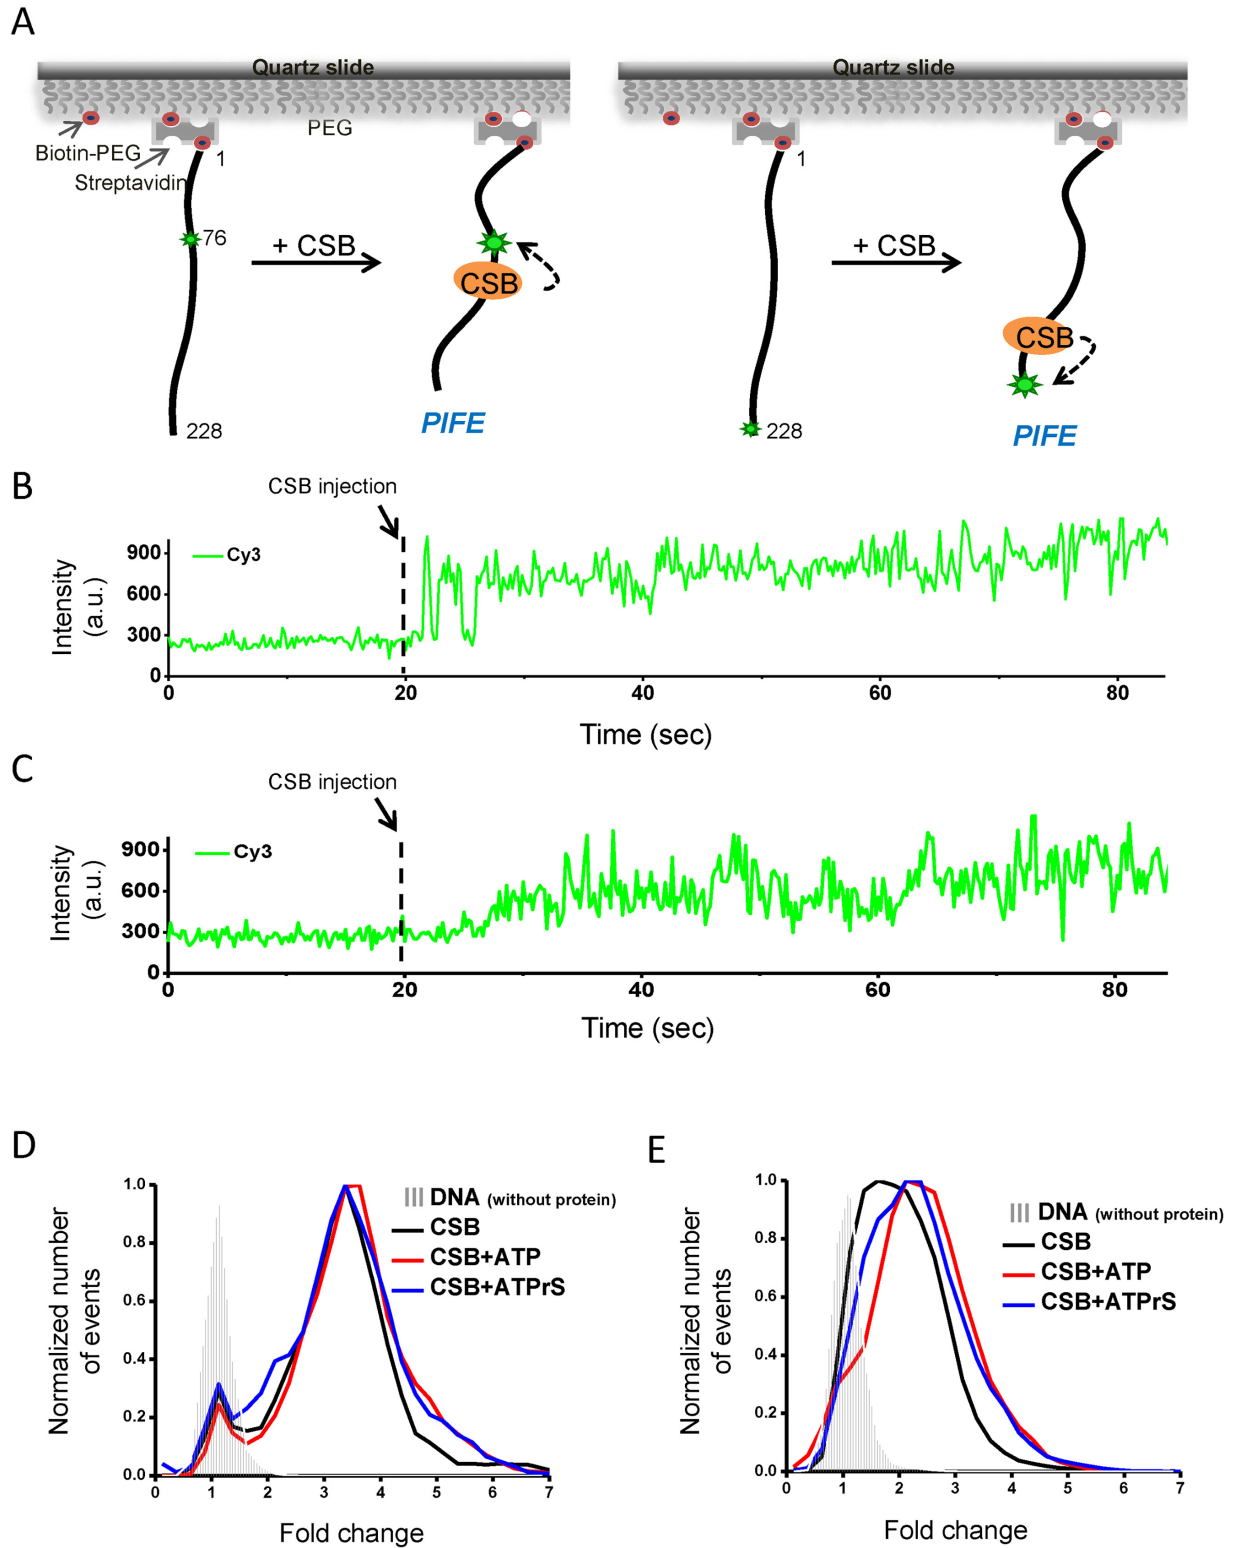 A
Quartz slide
Quartz slide
PEG
Biotin-PEG
Streptavidin
1
1
76
+ CSB
+ CSB
CSB
CSB
228
PIFE
228
PIFE
B
CSB injection
Cy3
Intensity
(a.u.)
900
600
300
0
0 20 40 60 80
Time (sec)
C
CSB injection
Cy3
Intensity
(a.u.)
900
600
300
0
0 20 40 60 80
Time (sec)
D
Normalized number
of events
1.0
0.8
0.6
0.4
0.2
0.0
0 1 2 3 4 5 6 7
Fold change
DNA (without protein)
CSB
CSB+ATP
CSB+ATPrS
E
Normalized number
of events
1.0
0.8
0.6
0.4
0.2
0.0
0 1 2 3 4 5 6 7
Fold change
DNA (without protein)
CSB
CSB+ATP
CSB+ATPrS